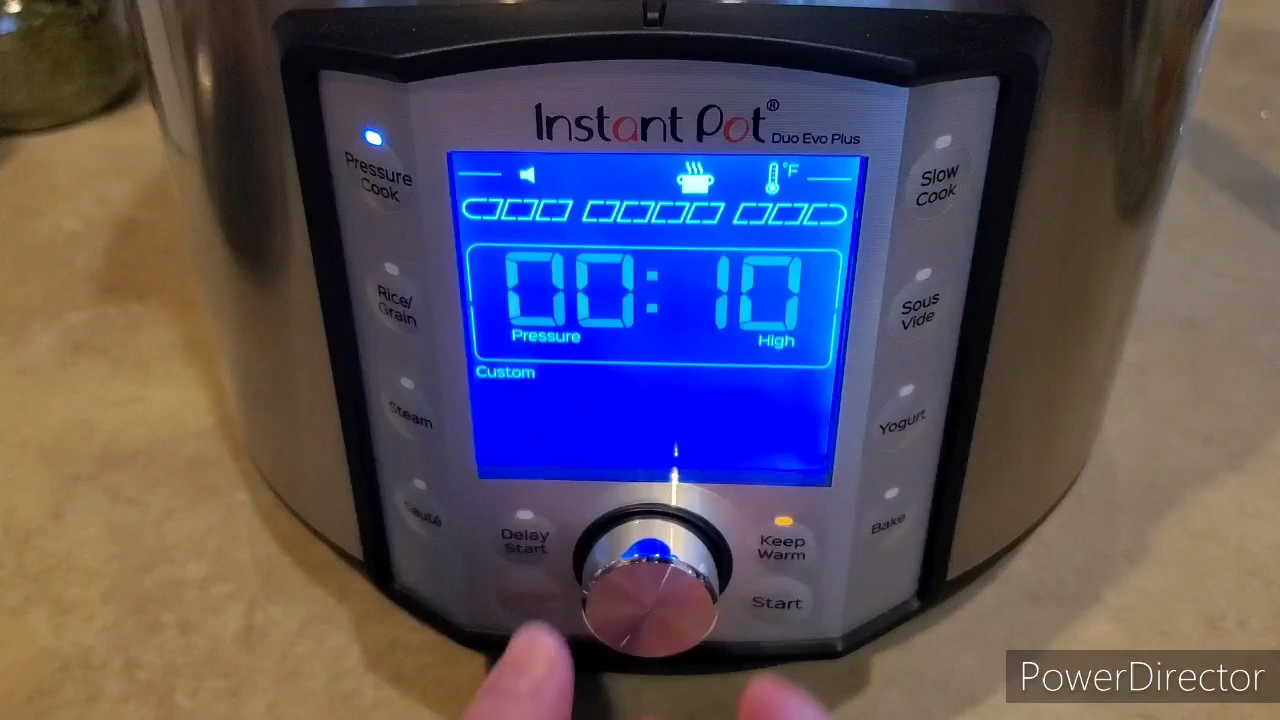 Instant Pot®
Duo Evo Plus
Pressure
Cook
Rice/
Grain
Steam
Sauté
°F
00:10
Pressure High
Custom
Slow
Cook
Sous
Vide
Yogurt
Bake
Delay
Start
Keep
Warm
Start
PowerDirector